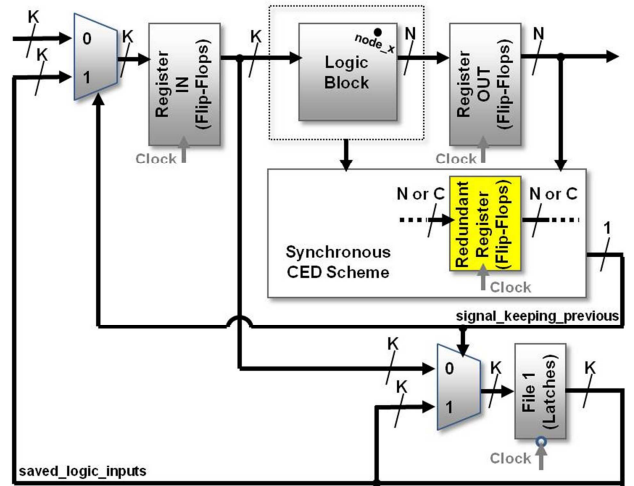 K
K
0
1
K
Register
IN
(Flip-Flops)
Clock
K
node_x
Logic
Block
N
Register
OUT
(Flip-Flops)
Clock
N
N or C
Redundant
Register
(Flip-Flops)
N or C
Clock
Synchronous
CED Scheme
1
signal_keeping_previous
K
K
0
1
K
File 1
(Latches)
Clock
K
saved_logic_inputs